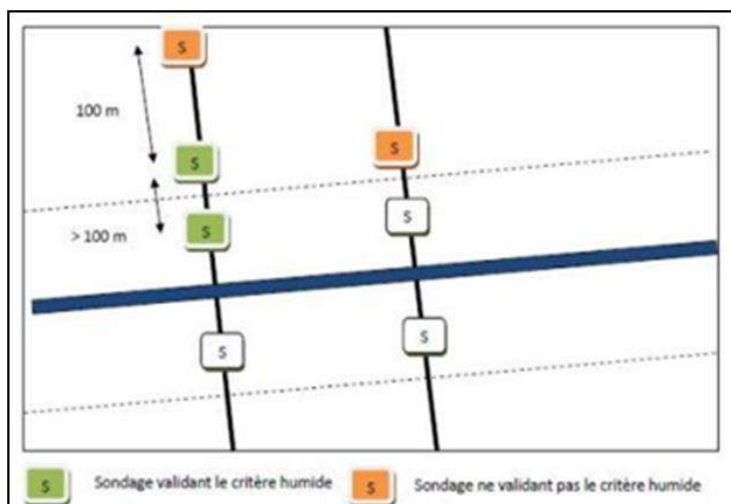 S
100 m
S
S
S
> 100 m
S
S
S
S
S Sondage validant le critère humide S Sondage ne validant pas le critère humide